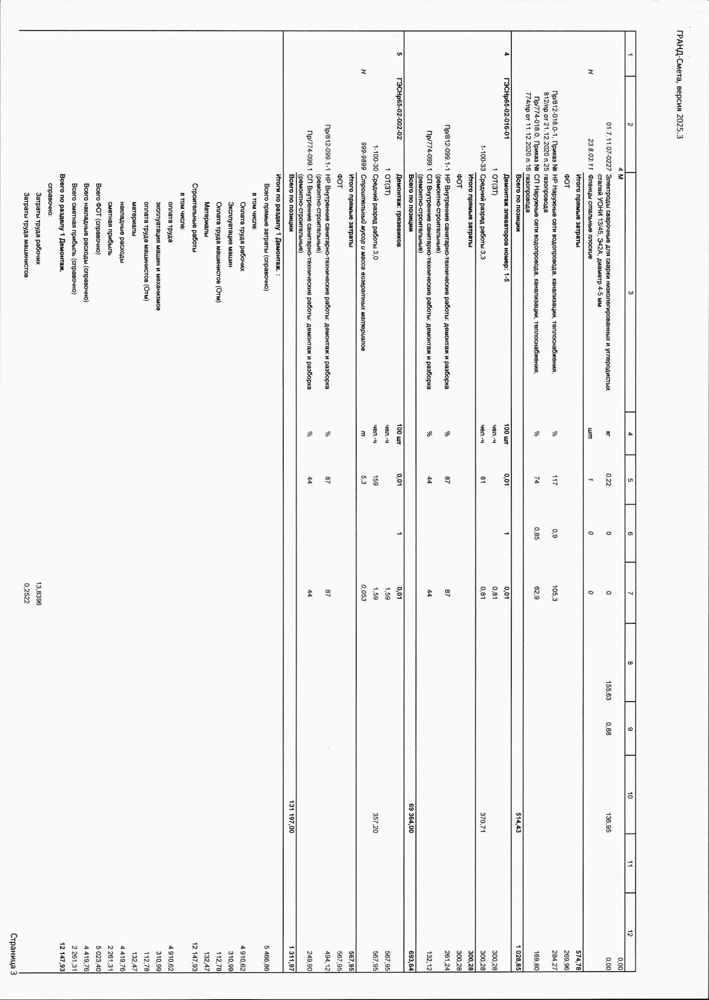 ГРАНД-Смета, версия 2025.3
1 2 3 4 5 6 7 8 9 10 11 12
4 М 0,00
01.7.11.07-0227 Электроды сварочные для сварки низколегированных и углеродистых кг 0,22 0 0 155,63 0,88 136,95 0,00
сталей УОНИ 13/45, Э42А, диаметр 4-5 мм
Н 23.8.03.11 Фланцы стальные плоские шт 1 0 0
Итого прямые затраты 574,78
ФОТ 269,96
Пр/812-018.0-1, Приказ № НР Наружные сети водопровода, канализации, теплоснабжения, % 117 0,9 105,3 284,27
812/пр от 21.12.2020 п.25 газопровода
Пр/774-018.0, Приказ № СП Наружные сети водопровода, канализации, теплоснабжения, % 74 0,85 62,9 169,80
774/пр от 11.12.2020 п.16 газопровода
Всего по позиции 514,43 1 028,85
4 ГЭСНр65-02-016-01 Демонтаж элеваторов номер: 1-5 100 шт 0,01 1 0,01
1 ОТ(ЗТ) чел.-ч 0,81 300,28
1-100-33 Средний разряд работы 3,3 чел.-ч 81 0,81 370,71 300,28
Итого прямые затраты 300,28
ФОТ 300,28
Пр/812-099.1-1 НР Внутренние санитарно-технические работы: демонтаж и разборка % 87 87 261,24
(ремонтно-строительные)
Пр/774-099.1 СП Внутренние санитарно-технические работы: демонтаж и разборка % 44 44 132,12
(ремонтно-строительные)
Всего по позиции 69 364,00 693,64
5 ГЭСНр65-02-002-02 Демонтаж: грязевиков 100 шт 0,01 1 0,01
1 ОТ(ЗТ) чел.-ч 1,59 567,95
1-100-30 Средний разряд работы 3,0 чел.-ч 159 1,59 357,20 567,95
Н 999-9899 Строительный мусор и масса возвратных материалов т 5,3 0,053
Итого прямые затраты 567,95
ФОТ 567,95
Пр/812-099.1-1 НР Внутренние санитарно-технические работы: демонтаж и разборка % 87 87 494,12
(ремонтно-строительные)
Пр/774-099.1 СП Внутренние санитарно-технические работы: демонтаж и разборка % 44 44 249,90
(ремонтно-строительные)
Всего по позиции 131 197,00 1 311,97
Итоги по разделу 1 Демонтаж. :
Всего прямые затраты (справочно) 5 466,86
в том числе:
Оплата труда рабочих 4 910,62
Эксплуатация машин 310,99
Оплата труда машинистов (Отм) 112,78
Материалы 132,47
Строительные работы 12 147,93
в том числе:
оплата труда 4 910,62
эксплуатация машин и механизмов 310,99
оплата труда машинистов (Отм) 112,78
материалы 132,47
накладные расходы 4 419,76
сметная прибыль 2 261,31
Всего ФОТ (справочно) 5 023,40
Всего накладные расходы (справочно) 4 419,76
Всего сметная прибыль (справочно) 2 261,31
Всего по разделу 1 Демонтаж. 12 147,93
справочно:
Затраты труда рабочих 13,8396
Затраты труда машинистов 0,2522
Страница 3